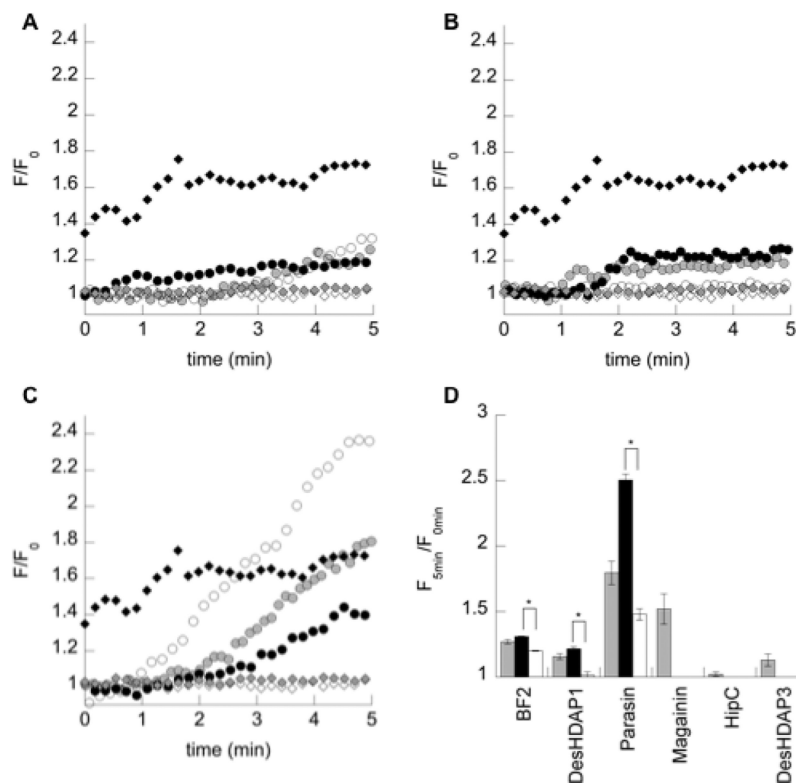 A
2.4
2.2
2
1.8
1.6
1.4
1.2
1
F/F0
0 1 2 3 4 5
time (min)
B
2.4
2.2
2
1.8
1.6
1.4
1.2
1
F/F0
0 1 2 3 4 5
time (min)
C
2.4
2.2
2
1.8
1.6
1.4
1.2
1
F/F0
0 1 2 3 4 5
time (min)
D
3
2.5
2
1.5
1
F5min/F0min
* * *
BF2
DesHDAP1
Parasin
Magainin
HipC
DesHDAP3